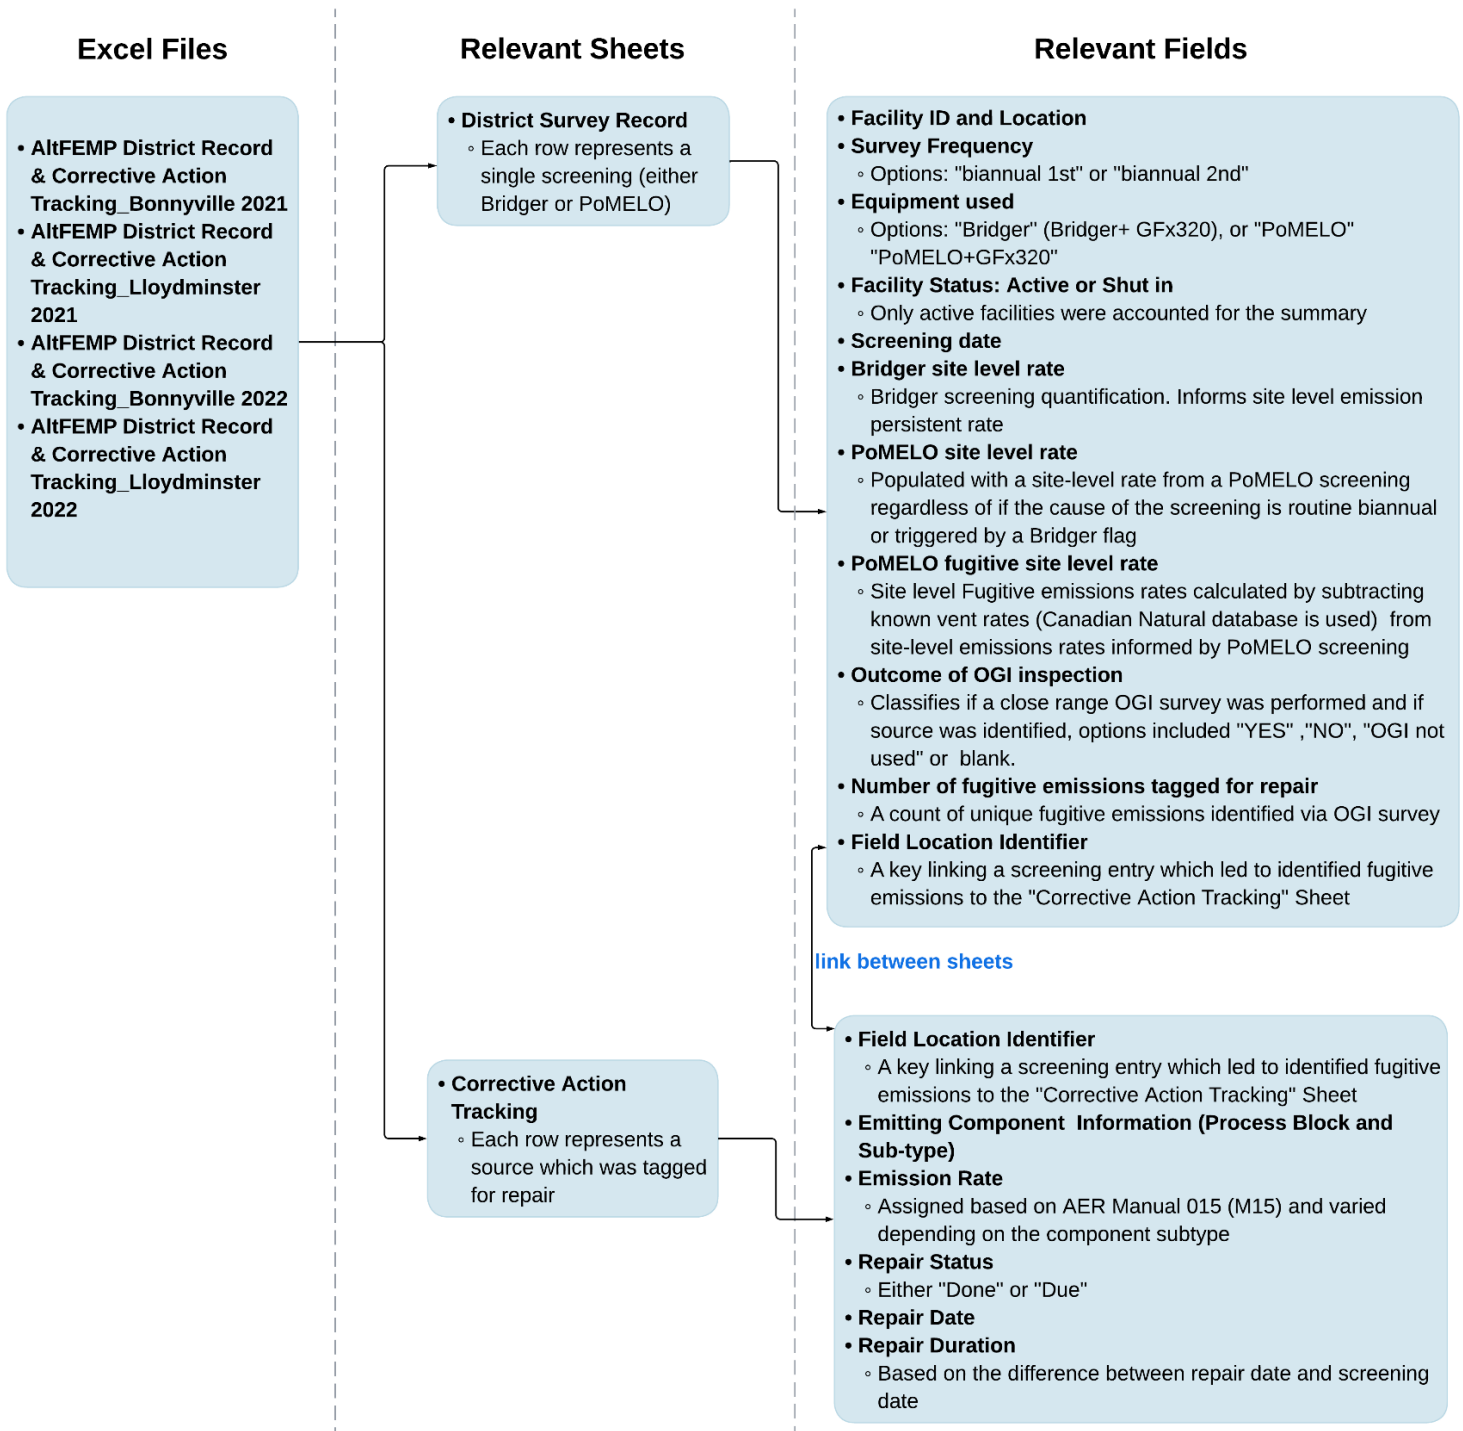 Excel Files
Relevant Sheets
Relevant Fields
• AltFEMP District Record
& Corrective Action
Tracking_Bonnyville 2021
• AltFEMP District Record
& Corrective Action
Tracking_Lloydminster
2021
• AltFEMP District Record
& Corrective Action
Tracking_Bonnyville 2022
• AltFEMP District Record
& Corrective Action
Tracking_Lloydminster
2022
• District Survey Record
◦ Each row represents a
single screening (either
Bridger or PoMELO)
• Facility ID and Location
• Survey Frequency
◦ Options: "biannual 1st" or "biannual 2nd"
• Equipment used
◦ Options: "Bridger" (Bridger+ GFx320), or "PoMELO"
"PoMELO+GFx320"
• Facility Status: Active or Shut in
◦ Only active facilities were accounted for the summary
• Screening date
• Bridger site level rate
◦ Bridger screening quantification. Informs site level emission
persistent rate
• PoMELO site level rate
◦ Populated with a site-level rate from a PoMELO screening
regardless of if the cause of the screening is routine biannual
or triggered by a Bridger flag
• PoMELO fugitive site level rate
◦ Site level Fugitive emissions rates calculated by subtracting
known vent rates (Canadian Natural database is used)  from
site-level emissions rates informed by PoMELO screening
• Outcome of OGI inspection
◦ Classifies if a close range OGI survey was performed and if
source was identified, options included "YES" ,"NO", "OGI not
used" or  blank.
• Number of fugitive emissions tagged for repair
◦ A count of unique fugitive emissions identified via OGI survey
• Field Location Identifier
◦ A key linking a screening entry which led to identified fugitive
emissions to the "Corrective Action Tracking" Sheet
link between sheets
• Corrective Action
Tracking
◦ Each row represents a
source which was tagged
for repair
• Field Location Identifier
◦ A key linking a screening entry which led to identified fugitive
emissions to the "Corrective Action Tracking" Sheet
• Emitting Component  Information (Process Block and
Sub-type)
• Emission Rate
◦ Assigned based on AER Manual 015 (M15) and varied
depending on the component subtype
• Repair Status
◦ Either "Done" or "Due"
• Repair Date
• Repair Duration
◦ Based on the difference between repair date and screening
date